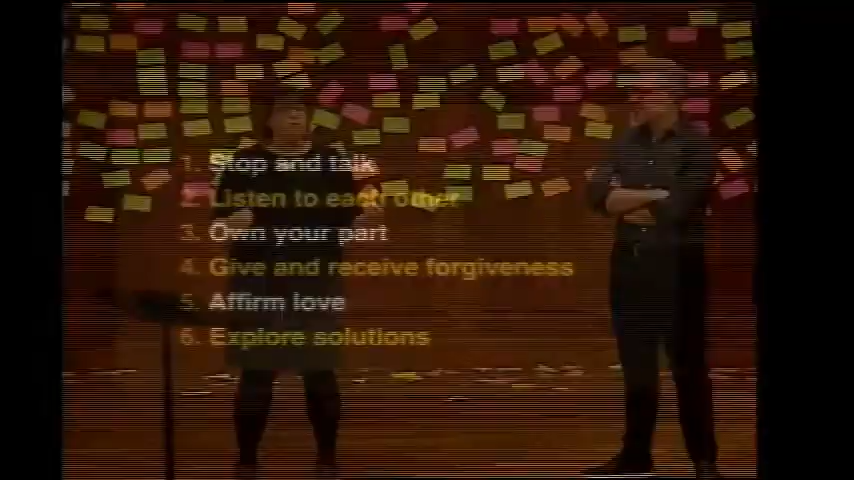 1. Stop and talk
2. Listen to each other
3. Own your part
4. Give and receive forgiveness
5. Affirm love
6. Explore solutions